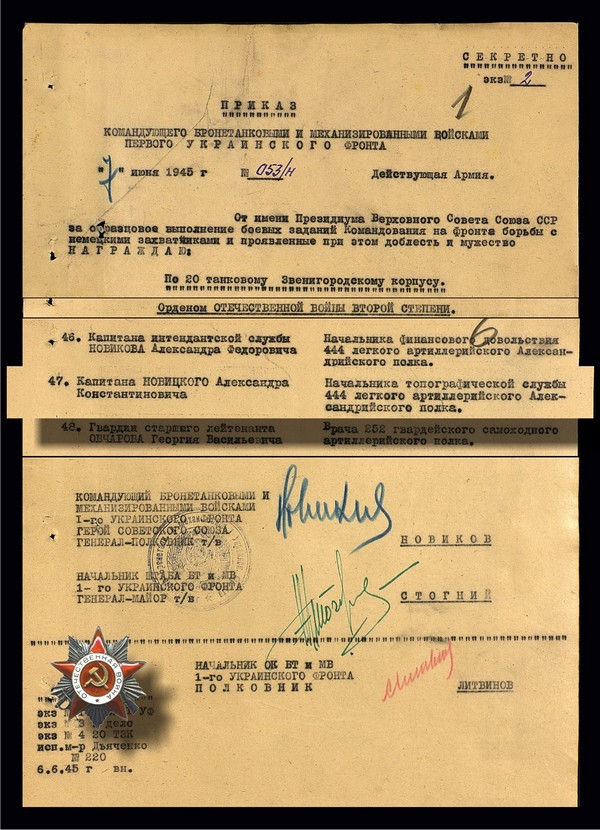 СЕКРЕТНО
экз№ 2
1
ПРИКАЗ
КОМАНДУЮЩЕГО БРОНЕТАНКОВЫМИ И МЕХАНИЗИРОВАННЫМИ ВОЙСКАМИ
ПЕРВОГО УКРАИНСКОГО ФРОНТА
"7" июня 1945 г № 053/н Действующая Армия.
От имени Президиума Верховного Совета Союза ССР
за образцовое выполнение боевых заданий Командования на Фронте борьбы с
немецкими захватчиками и проявленные при этом доблесть и мужество
НАГРАЖДАЮ:
По 20 танковому Звенигородскому корпусу.
Орденом ОТЕЧЕСТВЕННОЙ ВОЙНЫ ВТОРОЙ СТЕПЕНИ.
6
46. Капитана интендантской службы Начальника финансового довольствия
НОВИКОВА Александра Федоровича 444 легкого артиллерийского Алексан-
дрийского полка.
47. Капитана НОВИЦКОГО Александра Начальника топографической службы
Константиновича 444 легкого артиллерийского Алек-
сандрийского полка.
48. Гвардии старшего лейтенанта Врача 252 гвардейского самоходного
ОВЧАРОВА Георгия Васильевича артиллерийского полка.
КОМАНДУЮЩИЙ БРОНЕТАНКОВЫМИ И
МЕХАНИЗИРОВАННЫМИ ВОЙСКАМИ
I-го УКРАИНСКОГО ФРОНТА
ГЕРОЙ СОВЕТСКОГО СОЮЗА
ГЕНЕРАЛ-ПОЛКОВНИК т/в НОВИКОВ
НАЧАЛЬНИК ШТАБА БТ и МВ
1-го УКРАИНСКОГО ФРОНТА
ГЕНЕРАЛ-МАЙОР т/в СТОГНИЙ
НАЧАЛЬНИК ОК БТ и МВ
1-го УКРАИНСКОГО ФРОНТА
ПОЛКОВНИК ЛИТВИНОВ
ОТЕЧЕСТВЕННАЯ ВОЙНА
экз УФ
экз № дело
экз № 4 20 ТЗК
исп.м-р Дьяченко
№ 220
6.6.45 г вн.